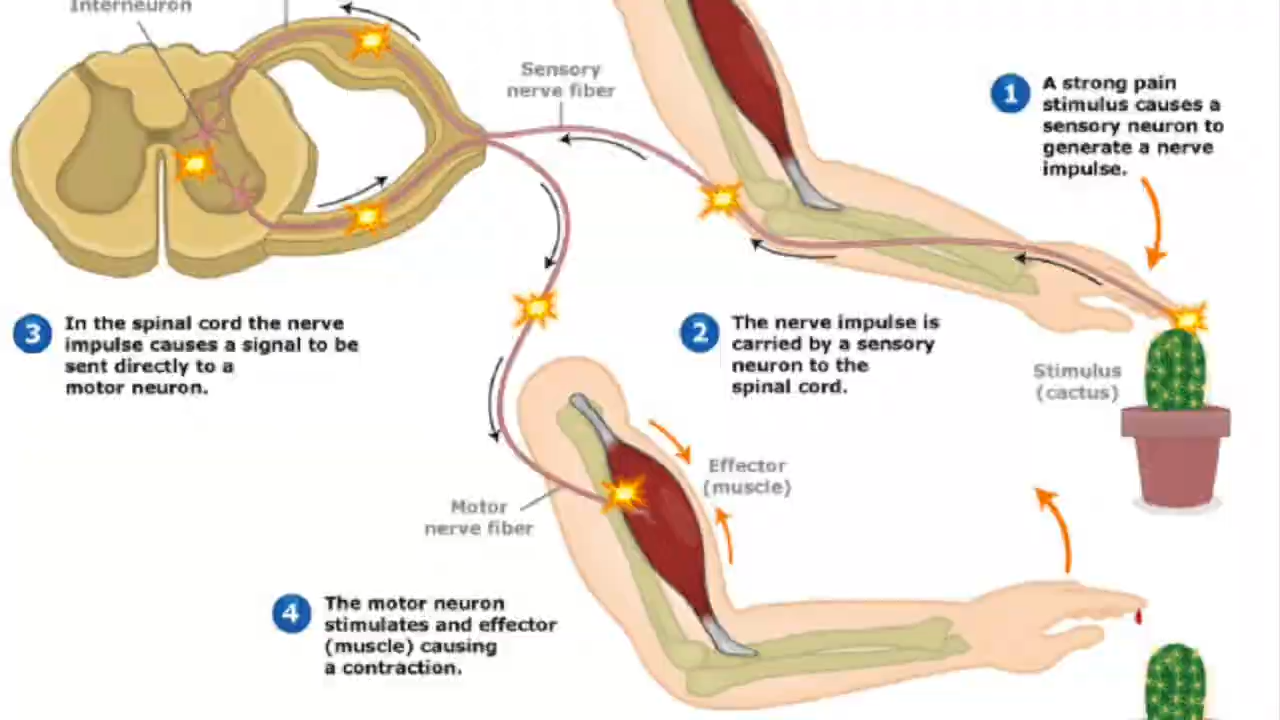 Interneuron
Sensory
nerve fiber
1
A strong pain
stimulus causes a
sensory neuron to
generate a nerve
impulse.
3
In the spinal cord the nerve
impulse causes a signal to be
sent directly to a
motor neuron.
2
The nerve impulse is
carried by a sensory
neuron to the
spinal cord.
Stimulus
(cactus)
Effector
(muscle)
Motor
nerve fiber
4
The motor neuron
stimulates and effector
(muscle) causing
a contraction.